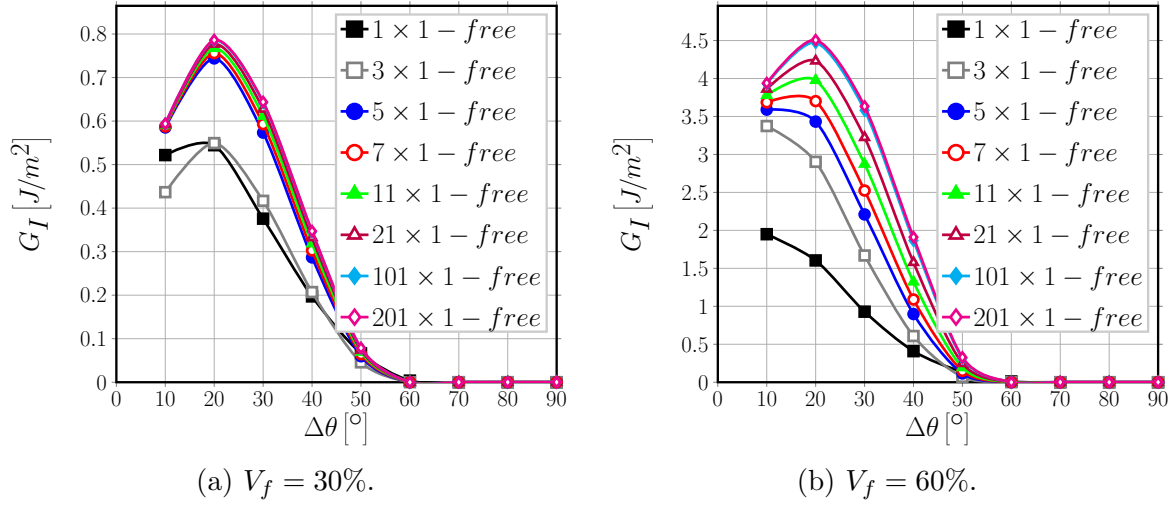 0.8
0.7
0.6
0.5
0.4
0.3
0.2
0.1
0
G_I [J/m^2]
0 10 20 30 40 50 60 70 80 90
Δθ [°]
1 × 1 − free
3 × 1 − free
5 × 1 − free
7 × 1 − free
11 × 1 − free
21 × 1 − free
101 × 1 − free
201 × 1 − free
(a) V_f = 30%.
4.5
4
3.5
3
2.5
2
1.5
1
0.5
0
G_I [J/m^2]
0 10 20 30 40 50 60 70 80 90
Δθ [°]
1 × 1 − free
3 × 1 − free
5 × 1 − free
7 × 1 − free
11 × 1 − free
21 × 1 − free
101 × 1 − free
201 × 1 − free
(b) V_f = 60%.